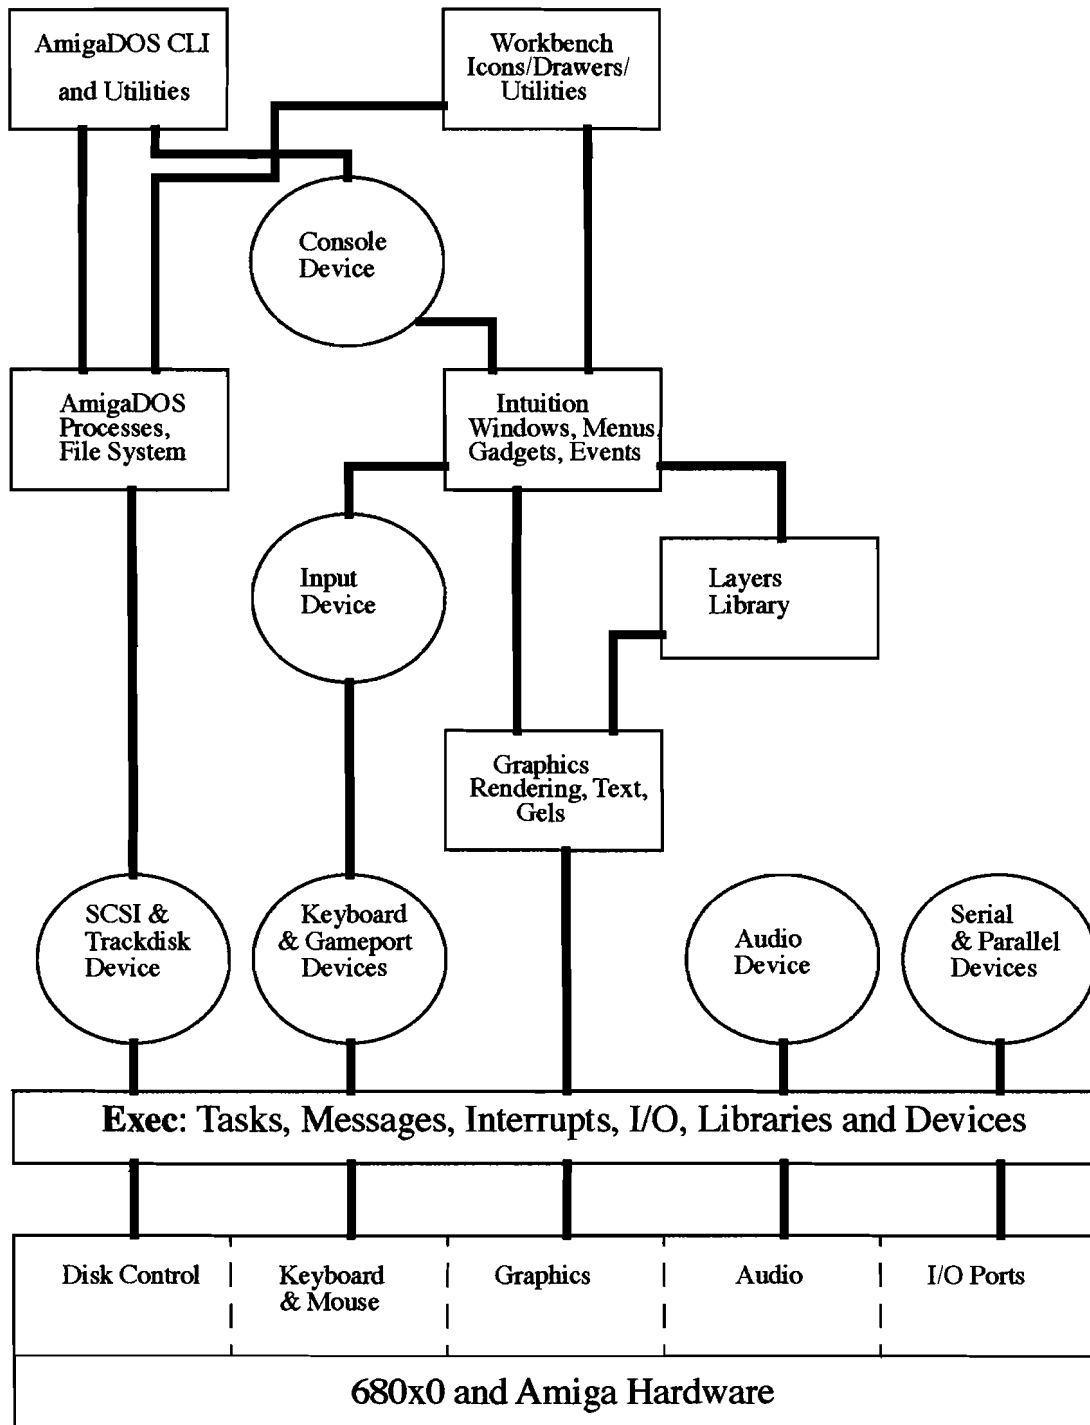 AmigaDOS CLI
and Utilities
Workbench
Icons/Drawers/
Utilities
Console
Device
AmigaDOS
Processes,
File System
Intuition
Windows, Menus,
Gadgets, Events
Input
Device
Layers
Library
Graphics
Rendering, Text,
Gels
SCSI &
Trackdisk
Device
Keyboard
& Gameport
Devices
Audio
Device
Serial
& Parallel
Devices
Exec: Tasks, Messages, Interrupts, I/O, Libraries and Devices
Disk Control
Keyboard
& Mouse
Graphics
Audio
I/O Ports
680x0 and Amiga Hardware